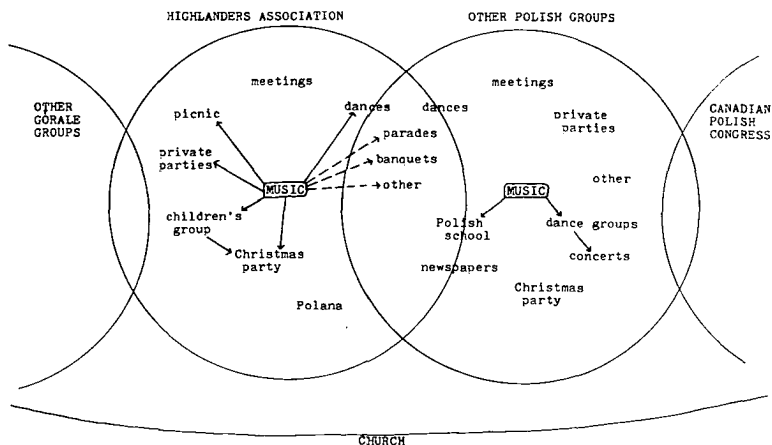 HIGHLANDERS ASSOCIATION
OTHER POLISH GROUPS
OTHER
GÓRALE
GROUPS
meetings
picnic
dances
private
parties
MUSIC
parades
banquets
other
children's
group
Christmas
party
Polana
meetings
dances
private
parties
other
MUSIC
Polish
school
dance groups
concerts
newspapers
Christmas
party
CANADIAN
POLISH
CONGRESS
CHURCH